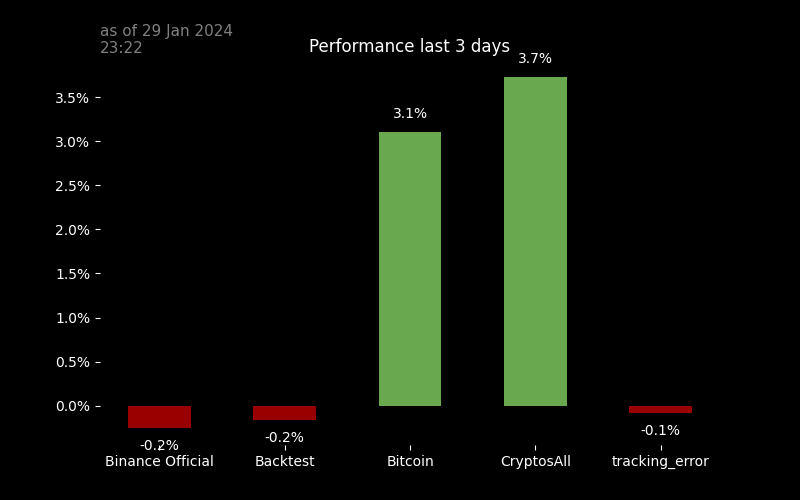 as of 29 Jan 2024
23:22
Performance last 3 days
3.7%
3.5%
3.1%
3.0%
2.5%
2.0%
1.5%
1.0%
0.5%
0.0%
-0.2%
-0.2%
-0.1%
Binance Official
Backtest
Bitcoin
CryptosAll
tracking_error